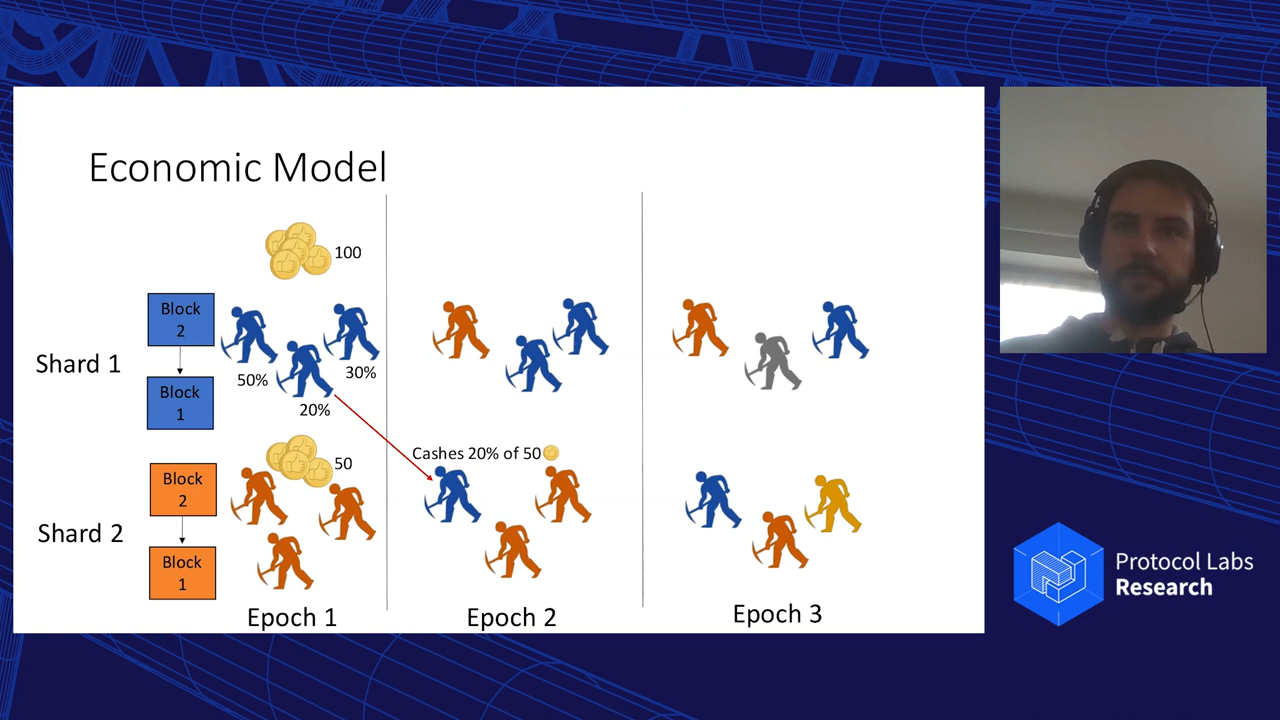 Economic Model
100
Block
2
50%
30%
Shard 1
20%
Block
1
Cashes 20% of 50
50
Block
2
Shard 2
Block
1
Epoch 1
Epoch 2
Epoch 3
Protocol Labs
Research